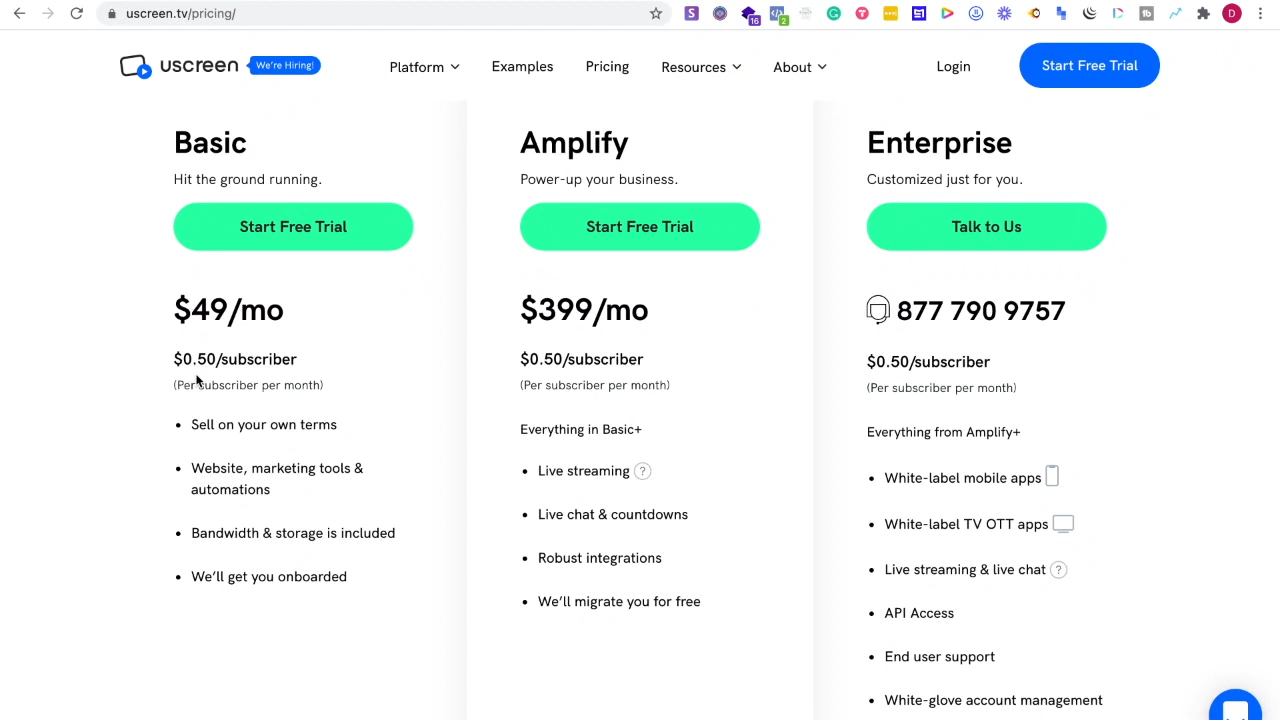 uscreen.tv/pricing/
S
16
2
G
T
tb
D
uscreen
We're Hiring!
Platform
Examples
Pricing
Resources
About
Login
Start Free Trial
Basic
Hit the ground running.
Start Free Trial
$49/mo
$0.50/subscriber
(Per subscriber per month)
Sell on your own terms
Website, marketing tools &
automations
Bandwidth & storage is included
We'll get you onboarded
Amplify
Power-up your business.
Start Free Trial
$399/mo
$0.50/subscriber
(Per subscriber per month)
Everything in Basic+
Live streaming ?
Live chat & countdowns
Robust integrations
We'll migrate you for free
Enterprise
Customized just for you.
Talk to Us
877 790 9757
$0.50/subscriber
(Per subscriber per month)
Everything from Amplify+
White-label mobile apps
White-label TV OTT apps
Live streaming & live chat ?
API Access
End user support
White-glove account management